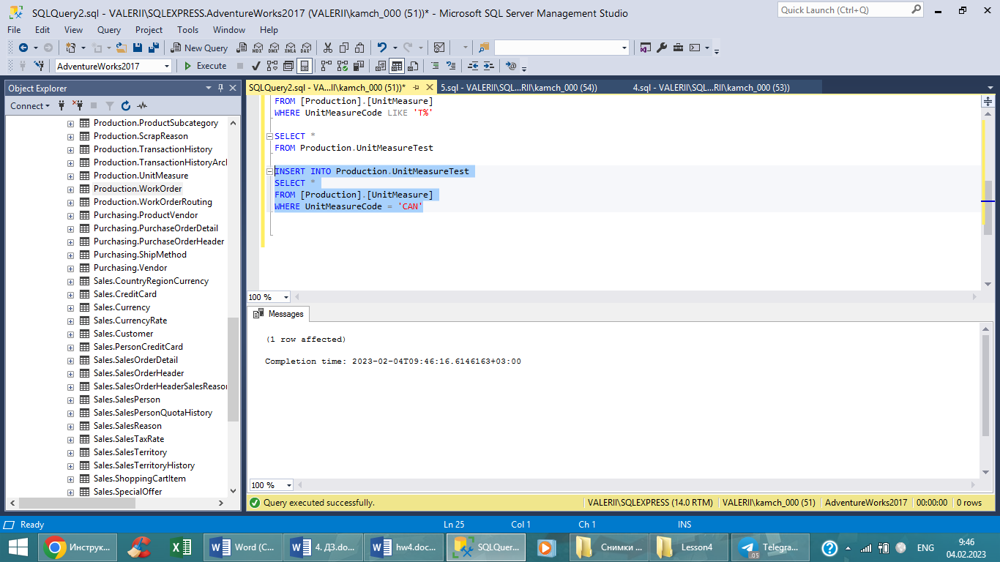 SQLQuery2.sql - VALERII\SQLEXPRESS.AdventureWorks2017 (VALERII\kamch_000 (51))* - Microsoft SQL Server Management Studio
Quick Launch (Ctrl+Q)
File Edit View Query Project Tools Window Help
New Query
MDX DMX XMLA DAX
AdventureWorks2017
Execute
Object Explorer
Connect
Production.ProductSubcategory
Production.ScrapReason
Production.TransactionHistory
Production.TransactionHistoryArcl
Production.UnitMeasure
Production.WorkOrder
Production.WorkOrderRouting
Purchasing.ProductVendor
Purchasing.PurchaseOrderDetail
Purchasing.PurchaseOrderHeader
Purchasing.ShipMethod
Purchasing.Vendor
Sales.CountryRegionCurrency
Sales.CreditCard
Sales.Currency
Sales.CurrencyRate
Sales.Customer
Sales.PersonCreditCard
Sales.SalesOrderDetail
Sales.SalesOrderHeader
Sales.SalesOrderHeaderSalesReason
Sales.SalesPerson
Sales.SalesPersonQuotaHistory
Sales.SalesReason
Sales.SalesTaxRate
Sales.SalesTerritory
Sales.SalesTerritoryHistory
Sales.ShoppingCartItem
Sales.SpecialOffer
SQLQuery2.sql - VA...II\kamch_000 (51))*
5.sql - VALERII\SQL...RII\kamch_000 (54))
4.sql - VALERII\SQL...RII\kamch_000 (53))
FROM [Production].[UnitMeasure]
WHERE UnitMeasureCode LIKE 'T%'
SELECT *
FROM Production.UnitMeasureTest
INSERT INTO Production.UnitMeasureTest
SELECT *
FROM [Production].[UnitMeasure]
WHERE UnitMeasureCode = 'CAN'
100 %
Messages
(1 row affected)
Completion time: 2023-02-04T09:46:16.6146163+03:00
100 %
Query executed successfully.
VALERII\SQLEXPRESS (14.0 RTM) VALERII\kamch_000 (51) AdventureWorks2017 00:00:00 0 rows
Ready Ln 25 Col 1 Ch 1 INS
Инструк...
Word (С...
4. ДЗ.do...
hw4.doc...
SQLQuer...
Снимки ...
Lesson4
Telegra...
..05
ENG
9:46
04.02.2023